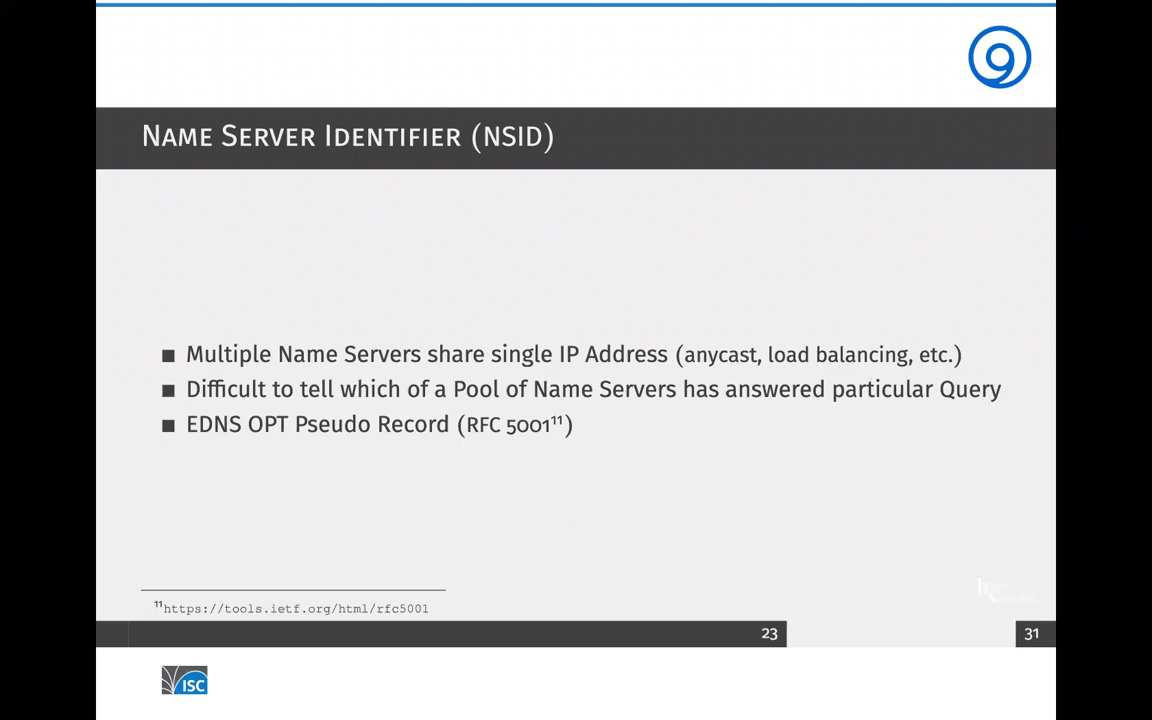 9
NAME SERVER IDENTIFIER (NSID)
■ Multiple Name Servers share single IP Address (anycast, load balancing, etc.)
■ Difficult to tell which of a Pool of Name Servers has answered particular Query
■ EDNS OPT Pseudo Record (RFC 5001¹¹)
¹¹https://tools.ietf.org/html/rfc5001
23
31
ISC